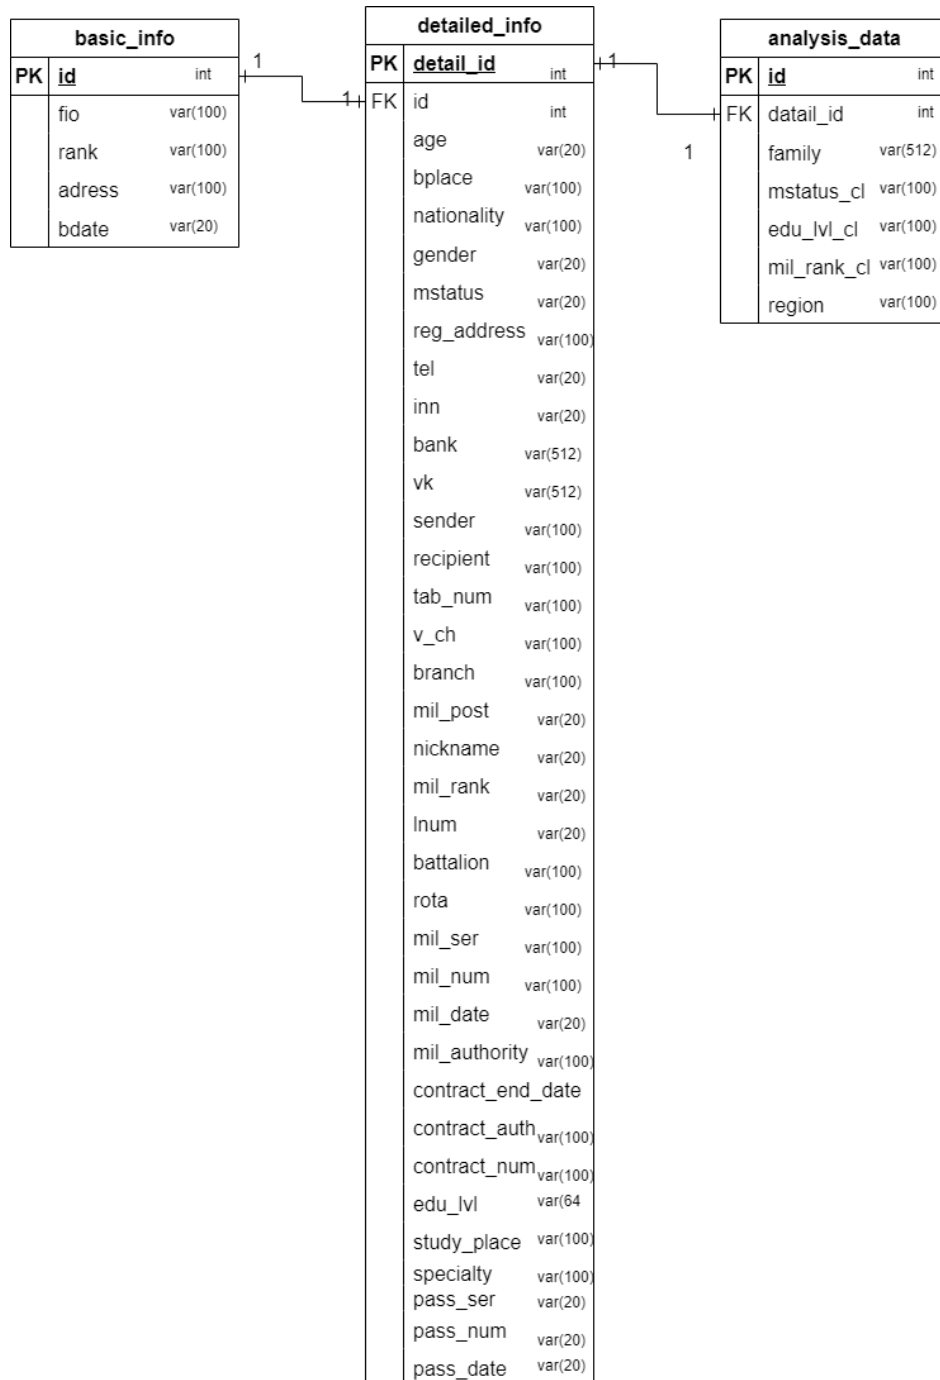 basic_info
PK id int
fio var(100)
rank var(100)
adress var(100)
bdate var(20)
1
1
detailed_info
PK detail_id int
FK id int
age var(20)
bplace var(100)
nationality var(100)
gender var(20)
mstatus var(20)
reg_address var(100)
tel var(20)
inn var(20)
bank var(512)
vk var(512)
sender var(100)
recipient var(100)
tab_num var(100)
v_ch var(100)
branch var(100)
mil_post var(20)
nickname var(20)
mil_rank var(20)
lnum var(20)
battalion var(100)
rota var(100)
mil_ser var(100)
mil_num var(100)
mil_date var(20)
mil_authority var(100)
contract_end_date
contract_auth var(100)
contract_num var(100)
edu_lvl var(64
study_place var(100)
specialty var(100)
pass_ser var(20)
pass_num var(20)
pass_date var(20)
1
1
analysis_data
PK id int
FK datail_id int
family var(512)
mstatus_cl var(100)
edu_lvl_cl var(100)
mil_rank_cl var(100)
region var(100)